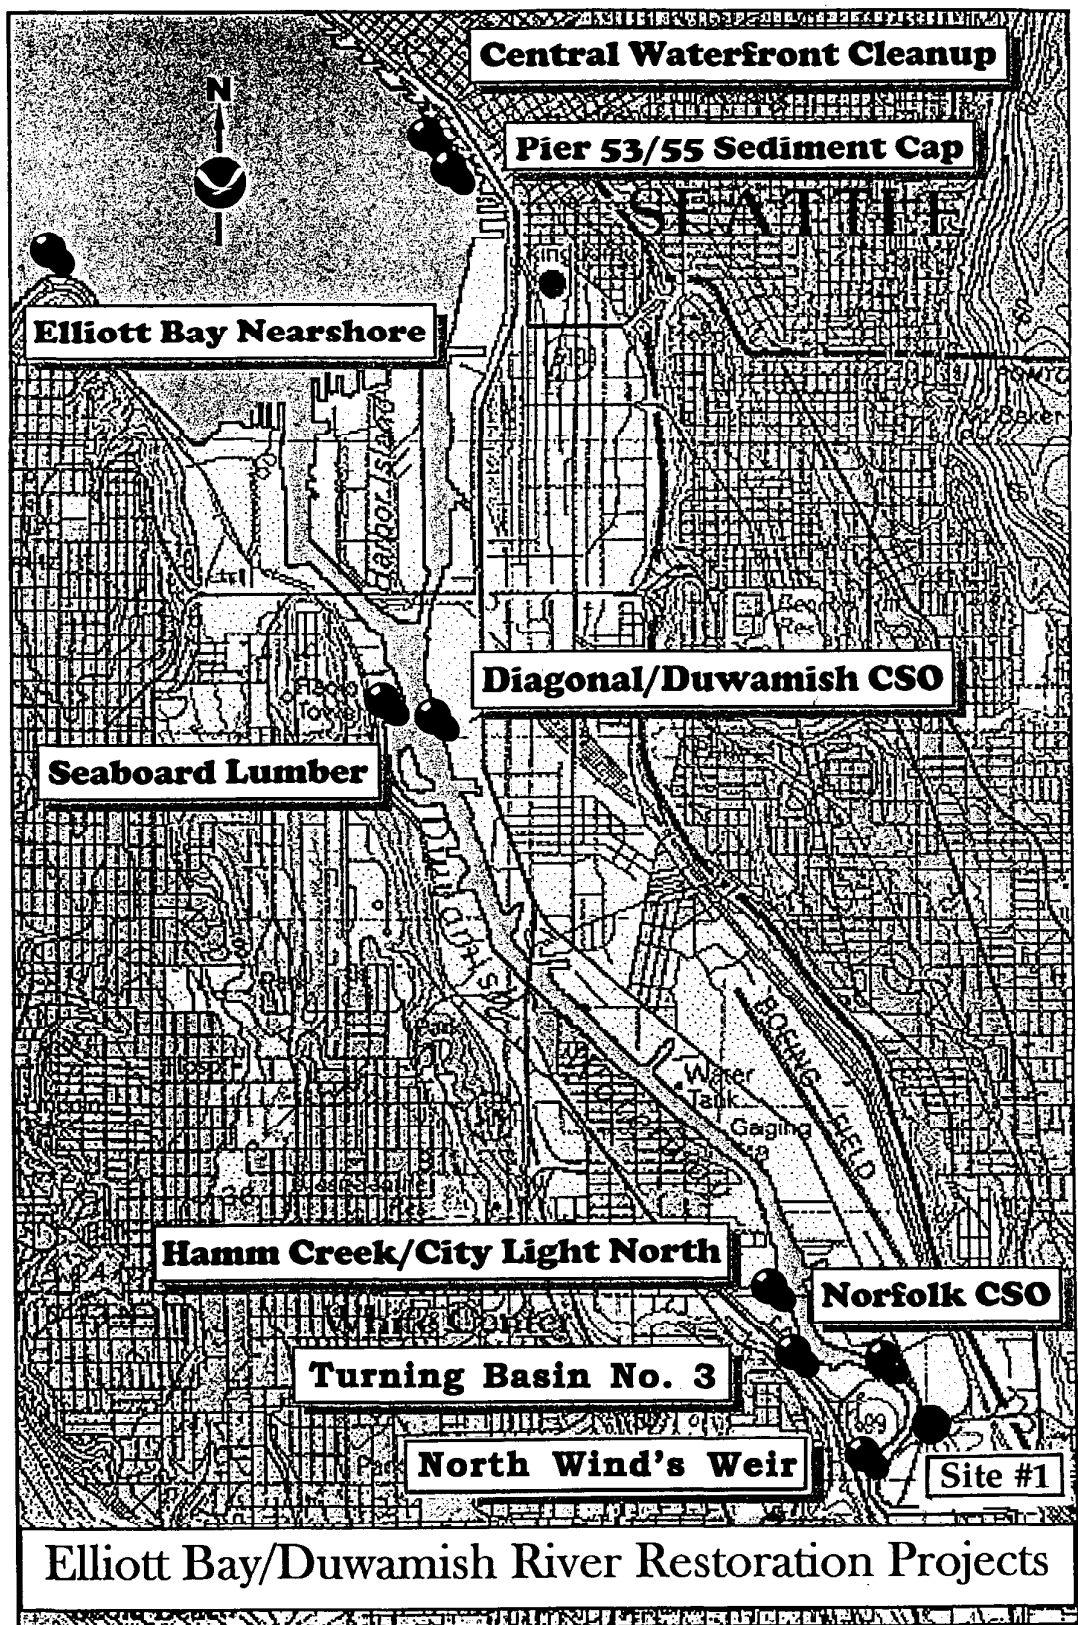 Central Waterfront Cleanup
N
Pier 53/55 Sediment Cap
SEATTLE
Elliott Bay Nearshore
Harbor Island
Diagonal/Duwamish CSO
Seaboard Lumber
BOEING FIELD
Water
Tank
Gaging
Hamm Creek/City Light North
Norfolk CSO
White Center
Turning Basin No. 3
North Wind's Weir
Site #1
Elliott Bay/Duwamish River Restoration Projects